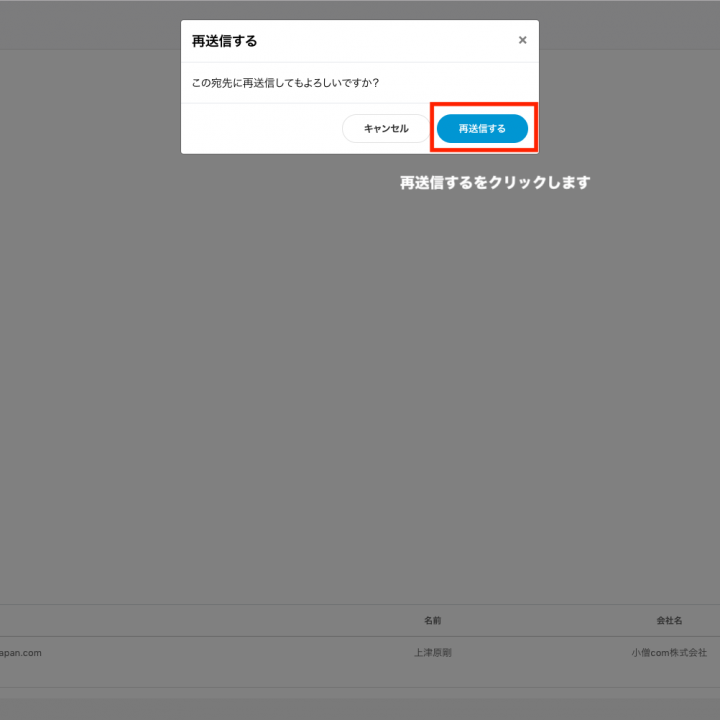 再送信する ×
この宛先に再送信してもよろしいですか?
キャンセル 再送信する
再送信するをクリックします
名前 会社名
apan.com 上津原剛 小僧com株式会社